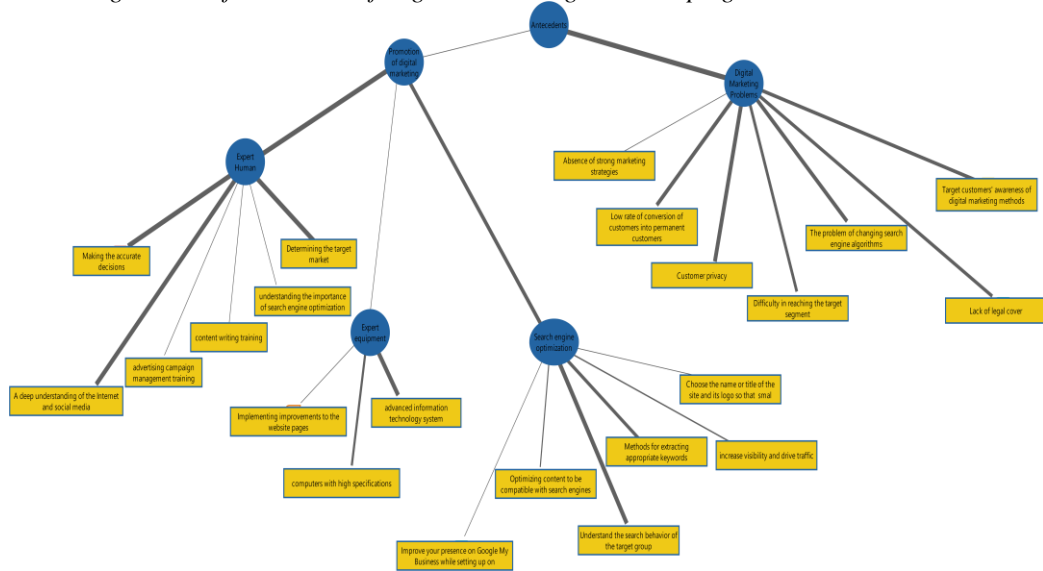 Antecedents
Promotion
of digital
marketing
Digital
Marketing
Problems
Expert
Human
Absence of strong marketing
strategies
Target customers' awareness of
digital marketing methods
Low rate of conversion of
customers into permanent
customers
The problem of changing search
engine algorithms
Making the accurate
decisions
Determining the target
market
Customer privacy
understanding the importance
of search engine optimization
Difficulty in reaching the target
segment
Lack of legal cover
content writing training
Expert
equipment
Search engine
optimization
advertising campaign
management training
A deep understanding of the Internet
and social media
Choose the name or title of the
site and its logo so that smal
Implementing improvements to the
website pages
advanced information
technology system
Methods for extracting
appropriate keywords
increase visibility and drive traffic
computers with high specifications
Optimizing content to be
compatible with search engines
Understand the search behavior of
the target group
Improve your presence on Google My
Business while setting up on